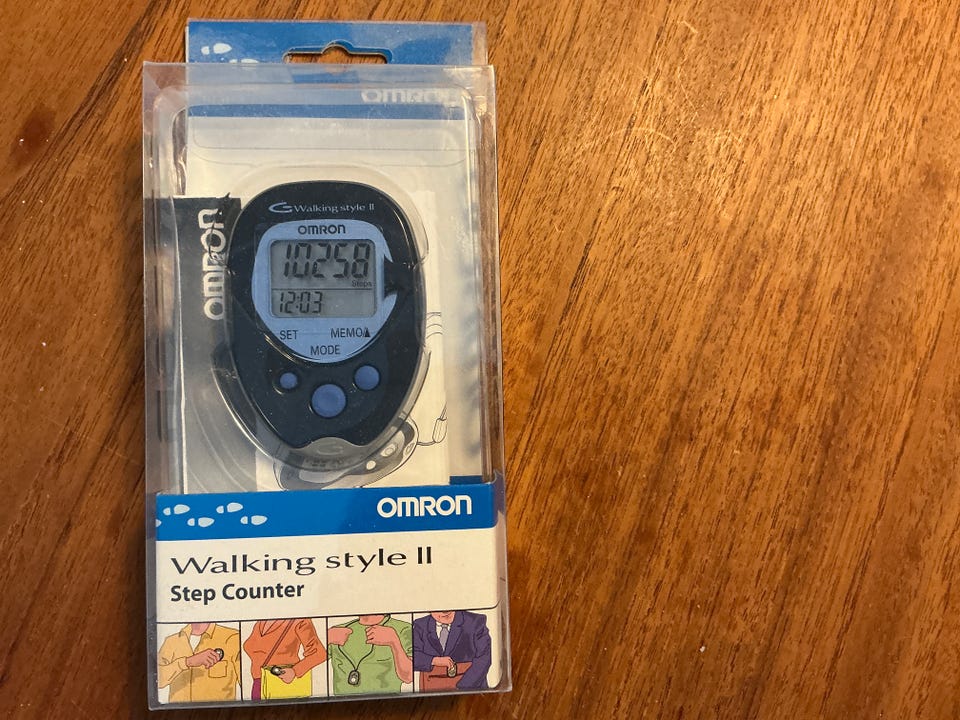 OMRON
OMRON
Walking style II
OMRON
10258
Steps
12:03
SET MEMO
MODE
OMRON
Walking style II
Step Counter